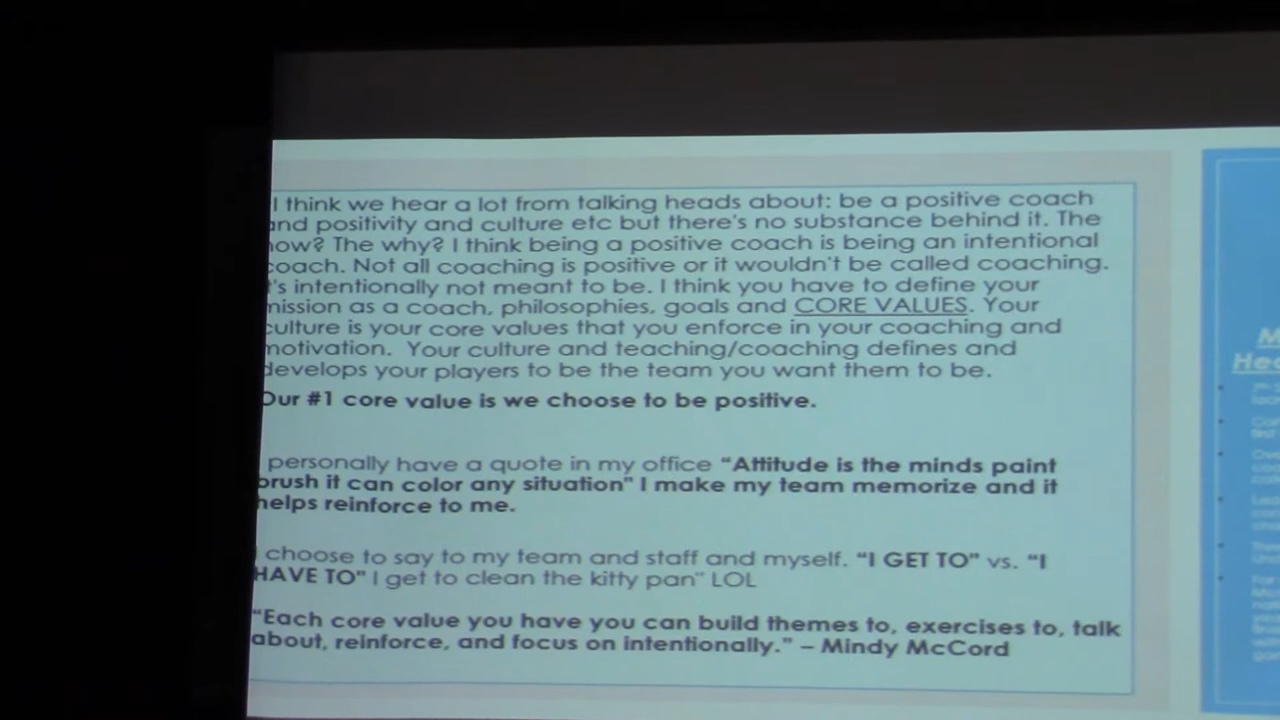 I think we hear a lot from talking heads about: be a positive coach
and positivity and culture etc but there's no substance behind it. The
how? The why? I think being a positive coach is being an intentional
coach. Not all coaching is positive or it wouldn't be called coaching.
t's intentionally not meant to be. I think you have to define your
mission as a coach, philosophies, goals and CORE VALUES. Your
culture is your core values that you enforce in your coaching and
motivation. Your culture and teaching/coaching defines and
develops your players to be the team you want them to be.
Our #1 core value is we choose to be positive.
personally have a quote in my office "Attitude is the minds paint
brush it can color any situation" I make my team memorize and it
helps reinforce to me.
choose to say to my team and staff and myself. "I GET TO" vs. "I
HAVE TO" I get to clean the kitty pan" LOL
"Each core value you have you can build themes to, exercises to, talk
about, reinforce, and focus on intentionally." – Mindy McCord